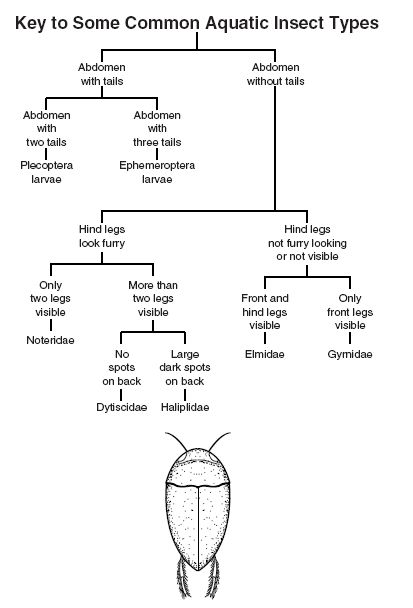 Key to Some Common Aquatic Insect Types
Abdomen
with tails
Abdomen
without tails
Abdomen
with
two tails
Abdomen
with
three tails
Plecoptera
larvae
Ephemeroptera
larvae
Hind legs
look furry
Hind legs
not furry looking
or not visible
Only
two legs
visible
More than
two legs
visible
Front and
hind legs
visible
Only
front legs
visible
Noteridae
Elmidae
Gyrnidae
No
spots
on back
Large
dark spots
on back
Dytiscidae
Haliplidae